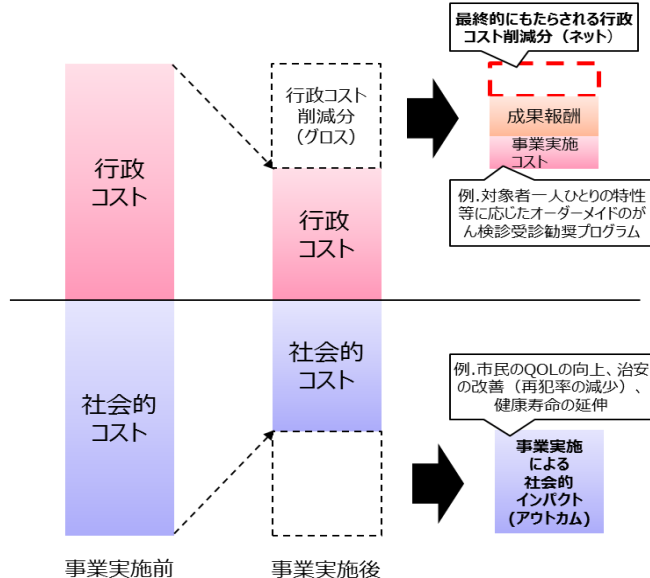 最終的にもたらされる行政
コスト削減分（ネット）
行政コスト
削減分
（グロス）
成果報酬
事業実施
コスト
行政
コスト
行政
コスト
例.対象者一人ひとりの特性
等に応じたオーダーメイドのが
ん検診受診勧奨プログラム
社会的
コスト
社会的
コスト
例.市民のQOLの向上、治安
の改善（再犯率の減少）、
健康寿命の延伸
事業実施
による
社会的
インパクト
(アウトカム)
事業実施前
事業実施後